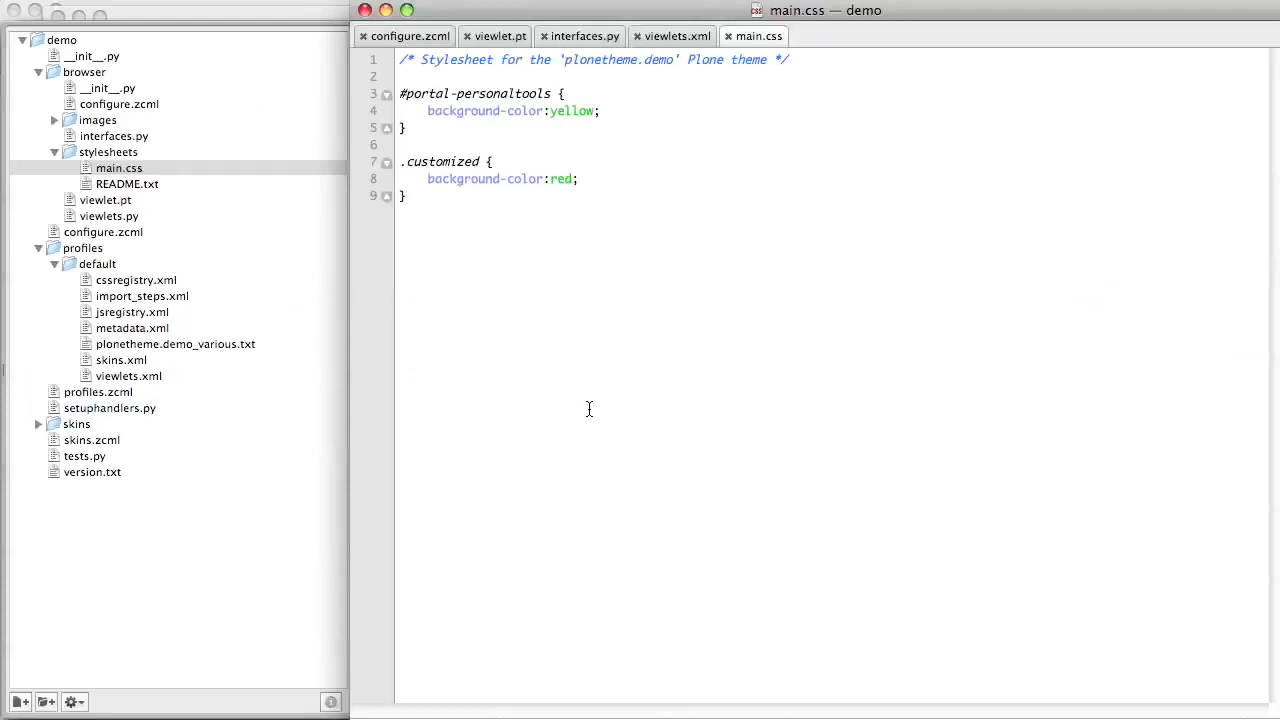 main.css — demo
demo
__init__.py
browser
__init__.py
configure.zcml
images
interfaces.py
stylesheets
main.css
README.txt
viewlet.pt
viewlets.py
configure.zcml
profiles
default
cssregistry.xml
import_steps.xml
jsregistry.xml
metadata.xml
plonetheme.demo_various.txt
skins.xml
viewlets.xml
profiles.zcml
setuphandlers.py
skins
skins.zcml
tests.py
version.txt
configure.zcml viewlet.pt interfaces.py viewlets.xml main.css
1 /* Stylesheet for the 'plonetheme.demo' Plone theme */
2
3 #portal-personaltools {
4 background-color:yellow;
5 }
6
7 .customized {
8 background-color:red;
9 }